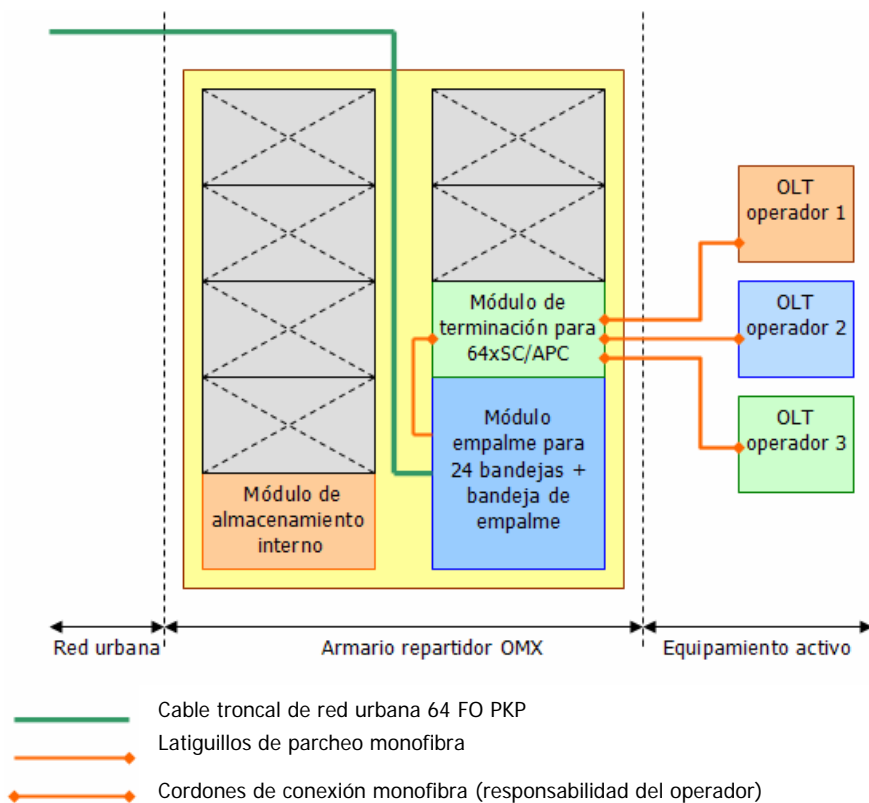 OLT
operador 1
OLT
operador 2
OLT
operador 3
Módulo de
terminación para
64xSC/APC
Módulo
empalme para
24 bandejas +
bandeja de
empalme
Módulo de
almacenamiento
interno
Red urbana
Armario repartidor OMX
Equipamiento activo
Cable troncal de red urbana 64 FO PKP
Latiguillos de parcheo monofibra
Cordones de conexión monofibra (responsabilidad del operador)